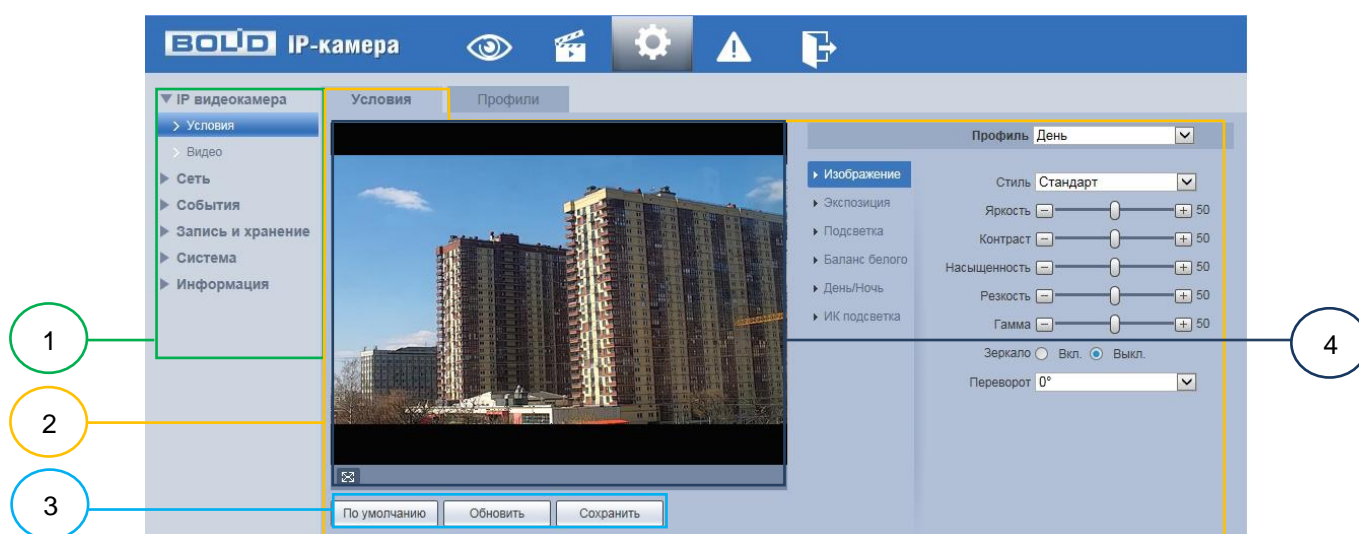 BOLID IP-камера
IP видеокамера
Условия
Видео
Сеть
События
Запись и хранение
Система
Информация
Условия
Профили
Профиль День
Изображение
Экспозиция
Подсветка
Баланс белого
День/Ночь
ИК подсветка
Стиль Стандарт
Яркость 50
Контраст 50
Насыщенность 50
Резкость 50
Гамма 50
Зеркало Вкл. Выкл.
Переворот 0°
По умолчанию
Обновить
Сохранить
1
2
3
4